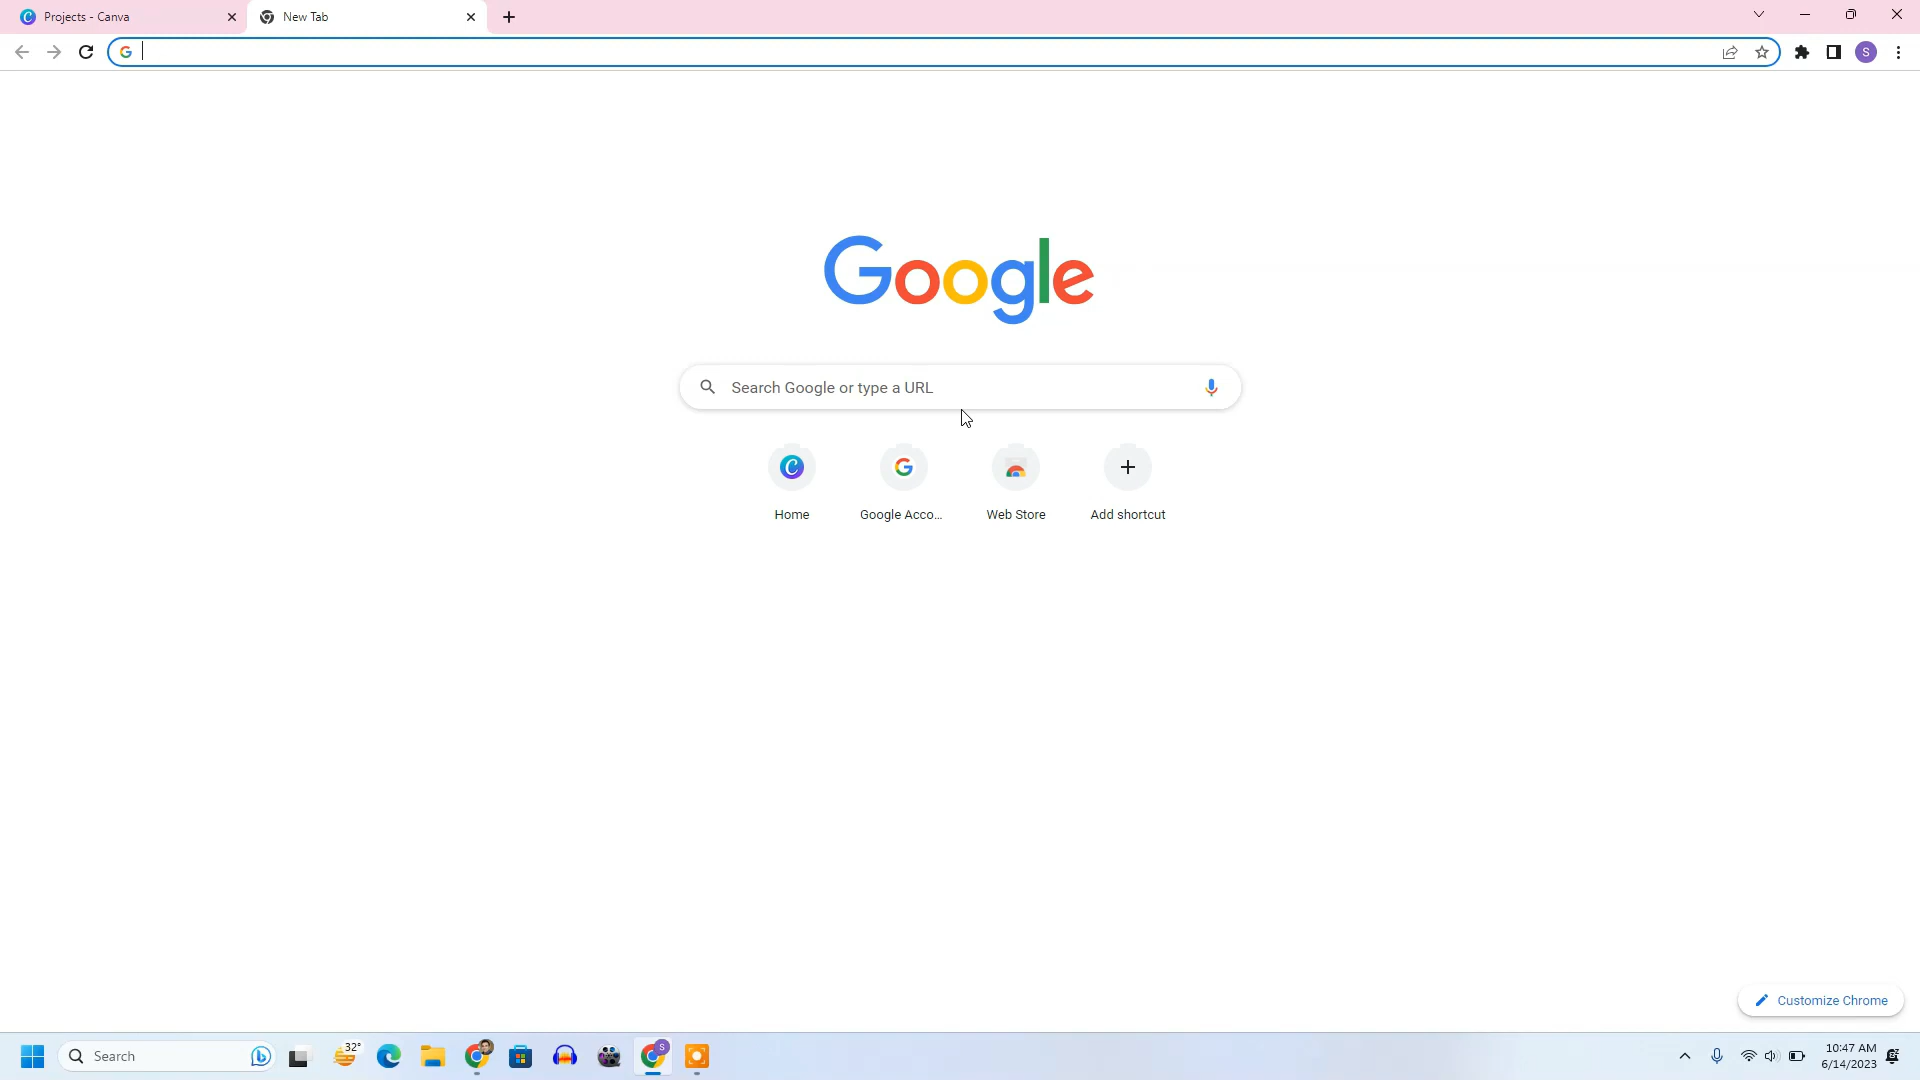 Projects - Canva
New Tab
S
Google
Search Google or type a URL
Home
Google Acco...
Web Store
Add shortcut
Customize Chrome
Search
32°
S
10:47 AM
6/14/2023